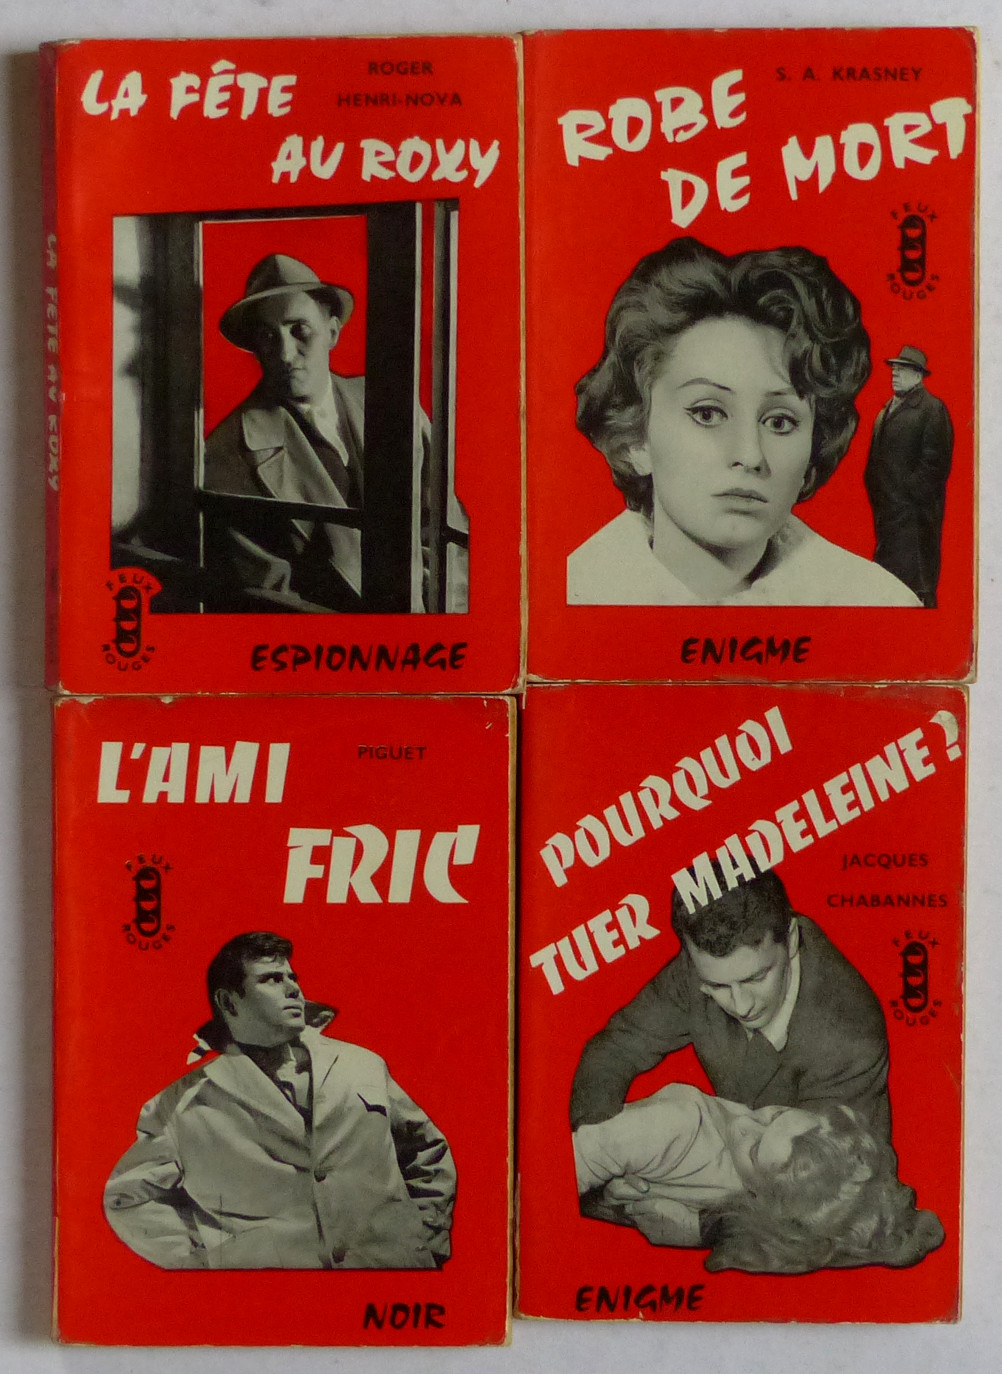 LA FÊTE
AU ROXY
ROGER
HENRI-NOVA
LA FÊTE AU ROXY
FEUX
ROUGES
ESPIONNAGE
S. A. KRASNEY
ROBE
DE MORT
FEUX
ROUGES
ENIGME
L'AMI
FRIC
PIGUET
FEUX
ROUGES
NOIR
POURQUOI
TUER MADELEINE?
JACQUES
CHABANNES
FEUX
ROUGES
ENIGME